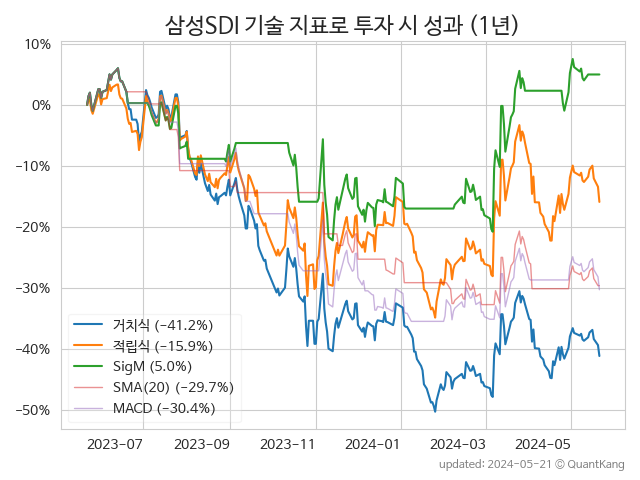 삼성SDI 기술 지표로 투자 시 성과 (1년)
10%
0%
−10%
−20%
−30%
−40%
−50%
거치식 (−41.2%)
적립식 (−15.9%)
SigM (5.0%)
SMA(20) (−29.7%)
MACD (−30.4%)
2023−07
2023−09
2023−11
2024−01
2024−03
2024−05
updated: 2024−05−21 © QuantKang